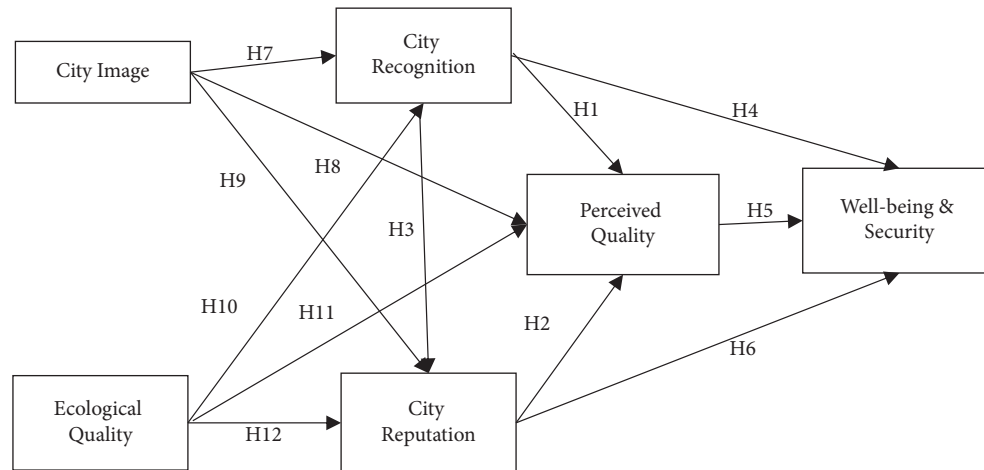 City
Recognition
City Image
H7
H1
H4
H8
H9
H3
Perceived
Quality
H5
Well-being &
Security
H10
H11
H2
H6
Ecological
Quality
H12
City
Reputation